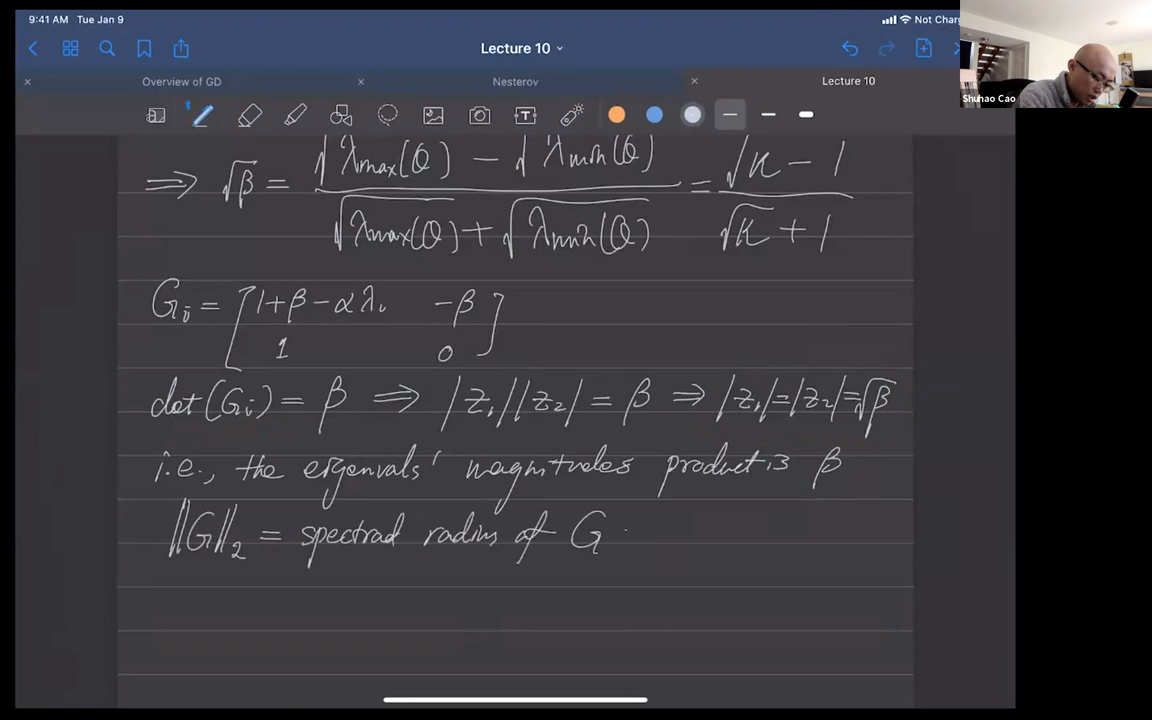 9:41 AM Tue Jan 9
Not Charg
Lecture 10
Shuhao Cao
Overview of GD
Nesterov
Lecture 10
⟹ √β = (√λmax(Q) − √λmin(Q)) / (√λmax(Q) + √λmin(Q)) = (√κ − 1) / (√κ + 1)
Gi = [1+β−αλi −β
1 0]
det(Gi) = β ⟹ |z₁||z₂| = β ⟹ |z₁|=|z₂|=√β
i.e., the eigenvals' magnitudes product is β
‖G‖₂ = spectral radius of G.